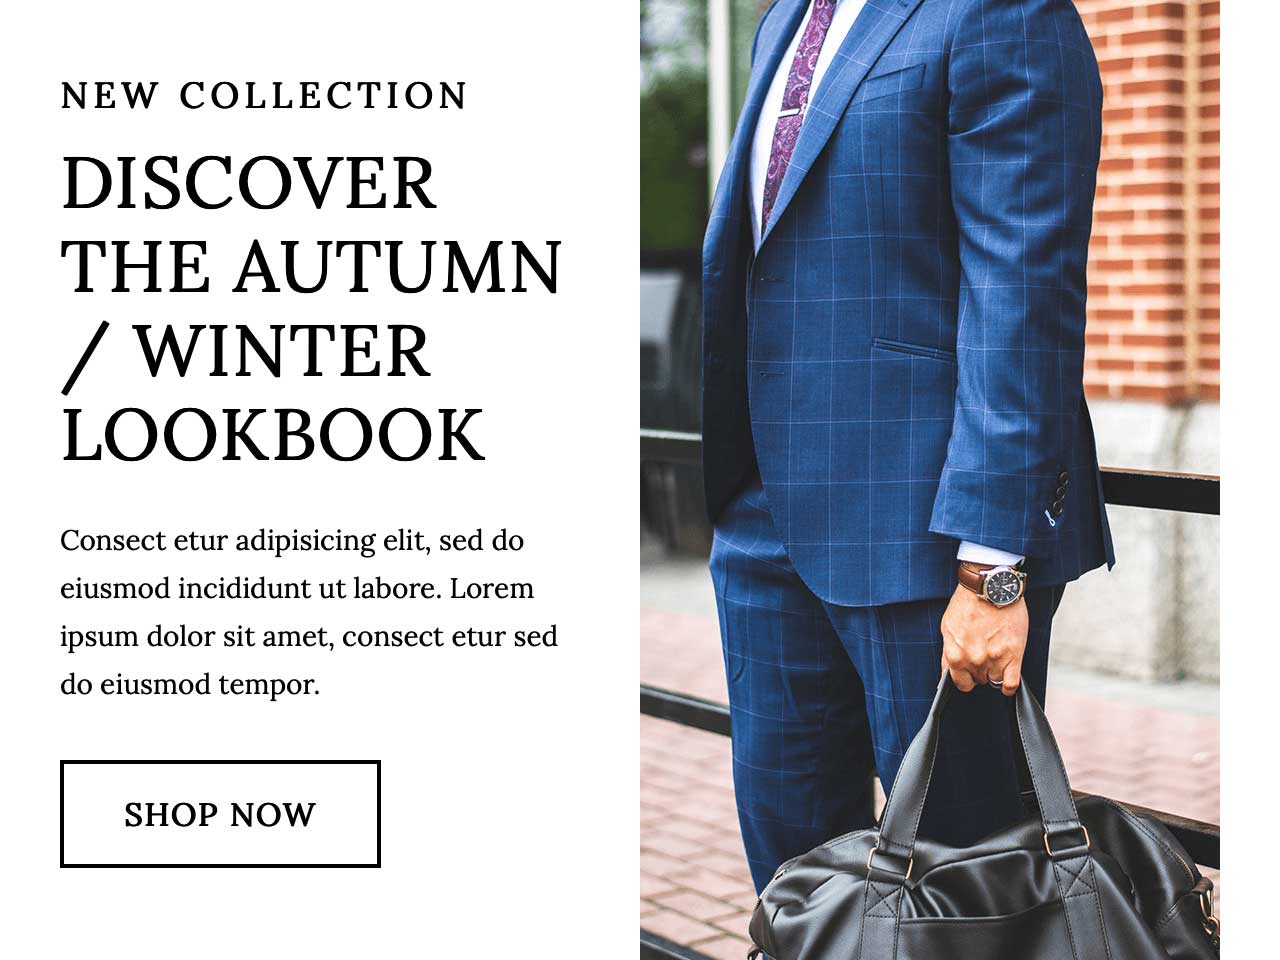 NEW COLLECTION
DISCOVER
THE AUTUMN
/ WINTER
LOOKBOOK
Consect etur adipisicing elit, sed do
eiusmod incididunt ut labore. Lorem
ipsum dolor sit amet, consect etur sed
do eiusmod tempor.
SHOP NOW